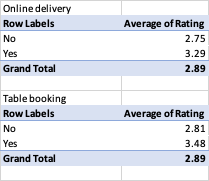 Online delivery
Row Labels Average of Rating
No 2.75
Yes 3.29
Grand Total 2.89
Table booking
Row Labels Average of Rating
No 2.81
Yes 3.48
Grand Total 2.89